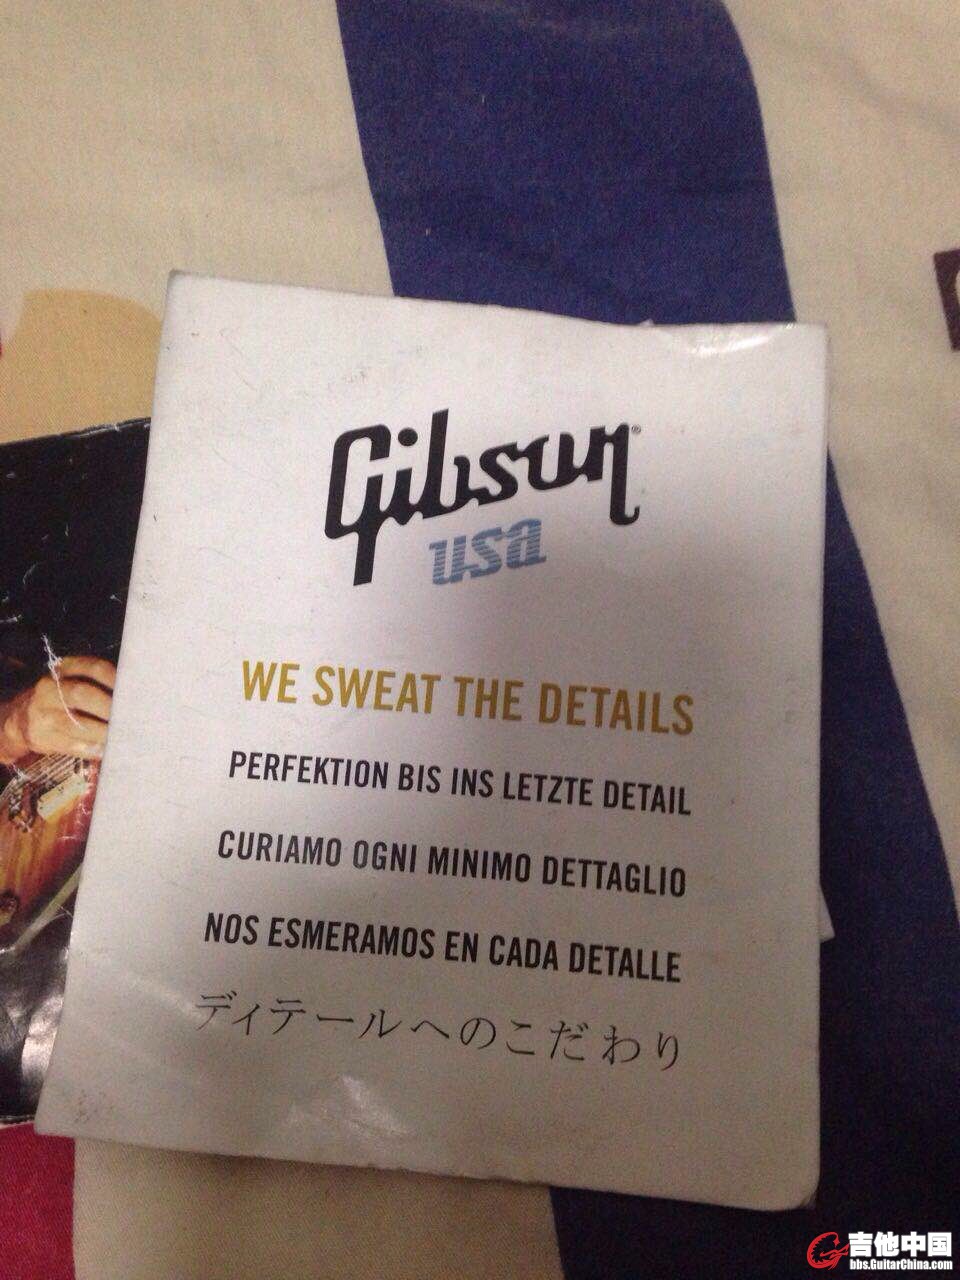 Gibson®
usa
WE SWEAT THE DETAILS
PERFEKTION BIS INS LETZTE DETAIL
CURIAMO OGNI MINIMO DETTAGLIO
NOS ESMERAMOS EN CADA DETALLE
ディテールへのこだわり
吉他中国
bbs.GuitarChina.com